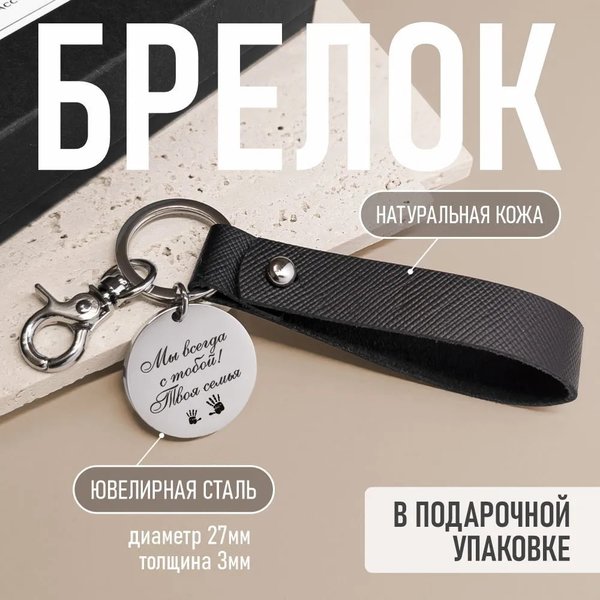 БРЕЛОК
НАТУРАЛЬНАЯ КОЖА
Мы всегда
с тобой!
Твоя семья
ЮВЕЛИРНАЯ СТАЛЬ
диаметр 27мм
толщина 3мм
В ПОДАРОЧНОЙ
УПАКОВКЕ